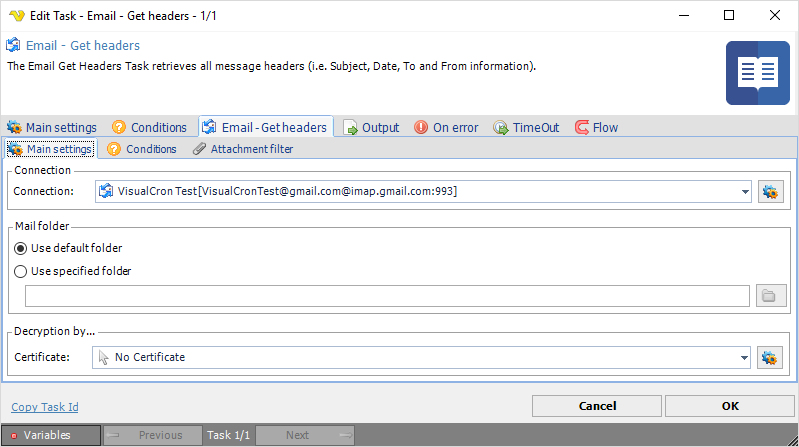 Edit Task - Email - Get headers - 1/1
Email - Get headers
The Email Get Headers Task retrieves all message headers (i.e. Subject, Date, To and From information).
Main settings Conditions Email - Get headers Output On error TimeOut Flow
Main settings Conditions Attachment filter
Connection
Connection: VisualCron Test[VisualCronTest@gmail.com@imap.gmail.com:993]
Mail folder
Use default folder
Use specified folder
Decryption by...
Certificate: No Certificate
Copy Task Id Cancel OK
Variables Previous Task 1/1 Next